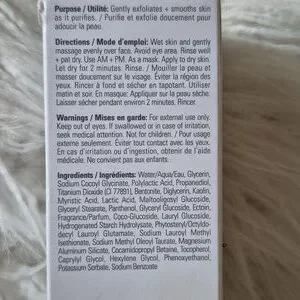 Purpose / Utilité: Gently exfoliates + smooths skin
as it purifies. / Purifie et exfolie doucement pour
adoucir la peau.
Directions / Mode d'emploi: Wet skin and gently
massage evenly over face. Avoid eye area. Rinse well
+ pat dry. Use AM + PM. As a mask: Apply to dry skin.
Let dry for 2 minutes. Rinse. / Mouiller la peau et
masser doucement sur le visage. Éviter la région des
yeux. Rincer à fond et sécher en tapotant. Utiliser
matin et soir. En masque: Appliquer sur la peau sèche.
Laisser sécher pendant environ 2 minutes. Rincer.
Warnings / Mises en garde: For external use only.
Keep out of eyes. If swallowed or in case of irritation,
seek medical attention. Not for children. / Pour usage
externe seulement. Éviter tout contact avec les yeux.
En cas d'irritation ou d'ingestion, obtenir de l'aide
médicale. Ne convient pas aux enfants.
Ingredients / Ingrédients: Water/Aqua/Eau, Glycerin,
Sodium Cocoyl Glycinate, Polylactic Acid, Propanediol,
Titanium Dioxide (CI 77891), Bentonite, Diglycerin, Kaolin,
Myristic Acid, Lactic Acid, Maltooligosyl Glucoside,
Glyceryl Stearate, Panthenol, Glyceryl Glucoside, Ectoin,
Fragrance/Parfum, Coco-Glucoside, Lauryl Glucoside,
Hydrogenated Starch Hydrolysate, Phytosteryl/Octyldo-
decyl Lauroyl Glutamate, Sodium Lauroyl Methyl
Isethionate, Sodium Methyl Oleoyl Taurate, Magnesium
Aluminum Silicate, Convallaria Majalis Bulb/Root Extract,
Caprylyl Glycol, Hexylene Glycol, Phenoxyethanol,
Potassium Sorbate, Sodium Benzoate